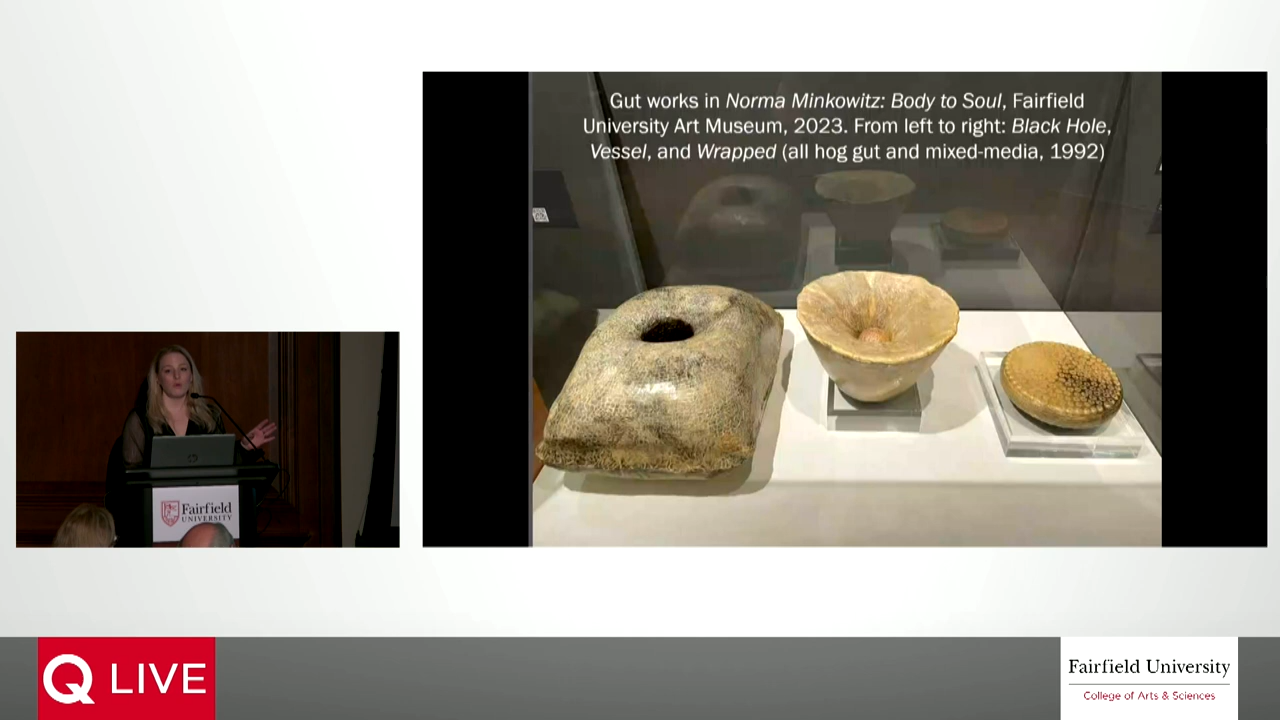 Gut works in Norma Minkowitz: Body to Soul, Fairfield
University Art Museum, 2023. From left to right: Black Hole,
Vessel, and Wrapped (all hog gut and mixed-media, 1992)
Fairfield
UNIVERSITY
Q LIVE
Fairfield University
College of Arts & Sciences